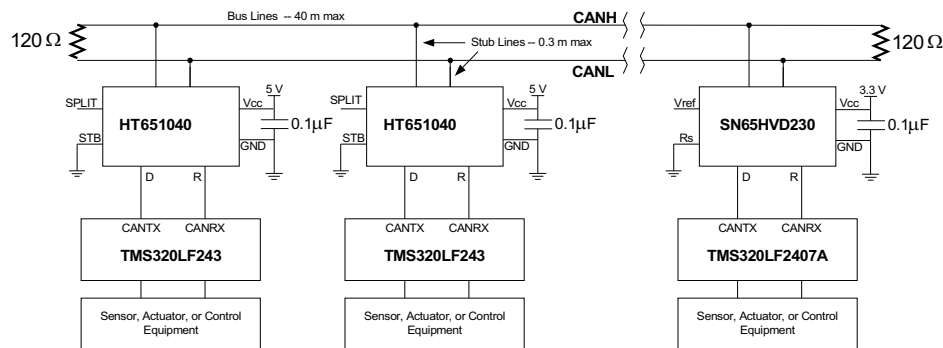 Bus Lines -- 40 m max
CANH
120 Ω
Stub Lines -- 0.3 m max
120 Ω
CANL
5 V
5 V
3.3 V
SPLIT
Vcc
SPLIT
Vcc
Vref
Vcc
HT651040
0.1µF
HT651040
0.1µF
SN65HVD230
0.1µF
STB
GND
STB
GND
Rs
GND
D
R
D
R
D
R
CANTX
CANRX
CANTX
CANRX
CANTX
CANRX
TMS320LF243
TMS320LF243
TMS320LF2407A
Sensor, Actuator, or Control
Equipment
Sensor, Actuator, or Control
Equipment
Sensor, Actuator, or Control
Equipment